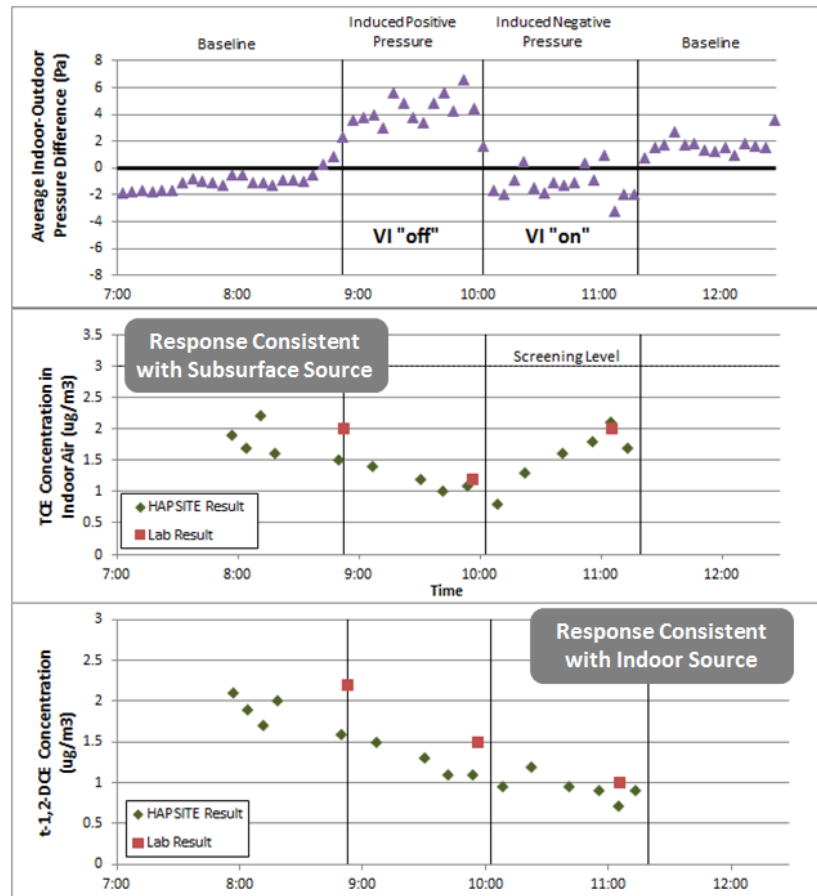 Baseline
Induced Positive
Pressure
Induced Negative
Pressure
Baseline
Average Indoor-Outdoor
Pressure Difference (Pa)
8
6
4
2
0
-2
-4
-6
-8
VI "off"
VI "on"
7:00
8:00
9:00
10:00
11:00
12:00
Response Consistent
with Subsurface Source
Screening Level
TCE Concentration in
Indoor Air (ug/m3)
3.5
3
2.5
2
1.5
1
0.5
0
HAPSITE Result
Lab Result
7:00
8:00
9:00
10:00
11:00
12:00
Time
Response Consistent
with Indoor Source
t-1,2-DCE Concentration
(ug/m3)
3
2.5
2
1.5
1
0.5
0
HAPSITE Result
Lab Result
7:00
8:00
9:00
10:00
11:00
12:00